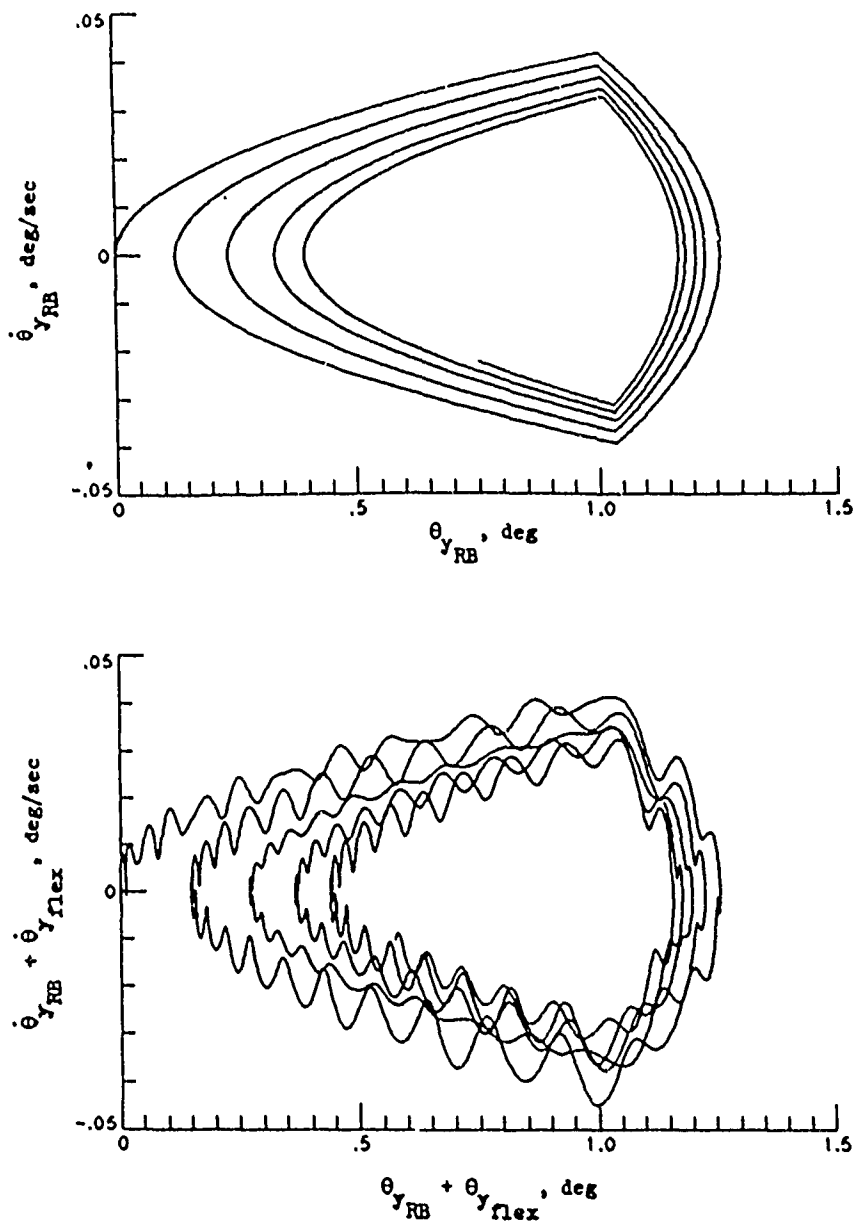 .05
θ̇yRB, deg/sec
0
-.05
0 .5 1.0 1.5
θyRB, deg
.05
θ̇yRB + θ̇yflex, deg/sec
0
-.05
0 .5 1.0 1.5
θyRB + θyflex, deg